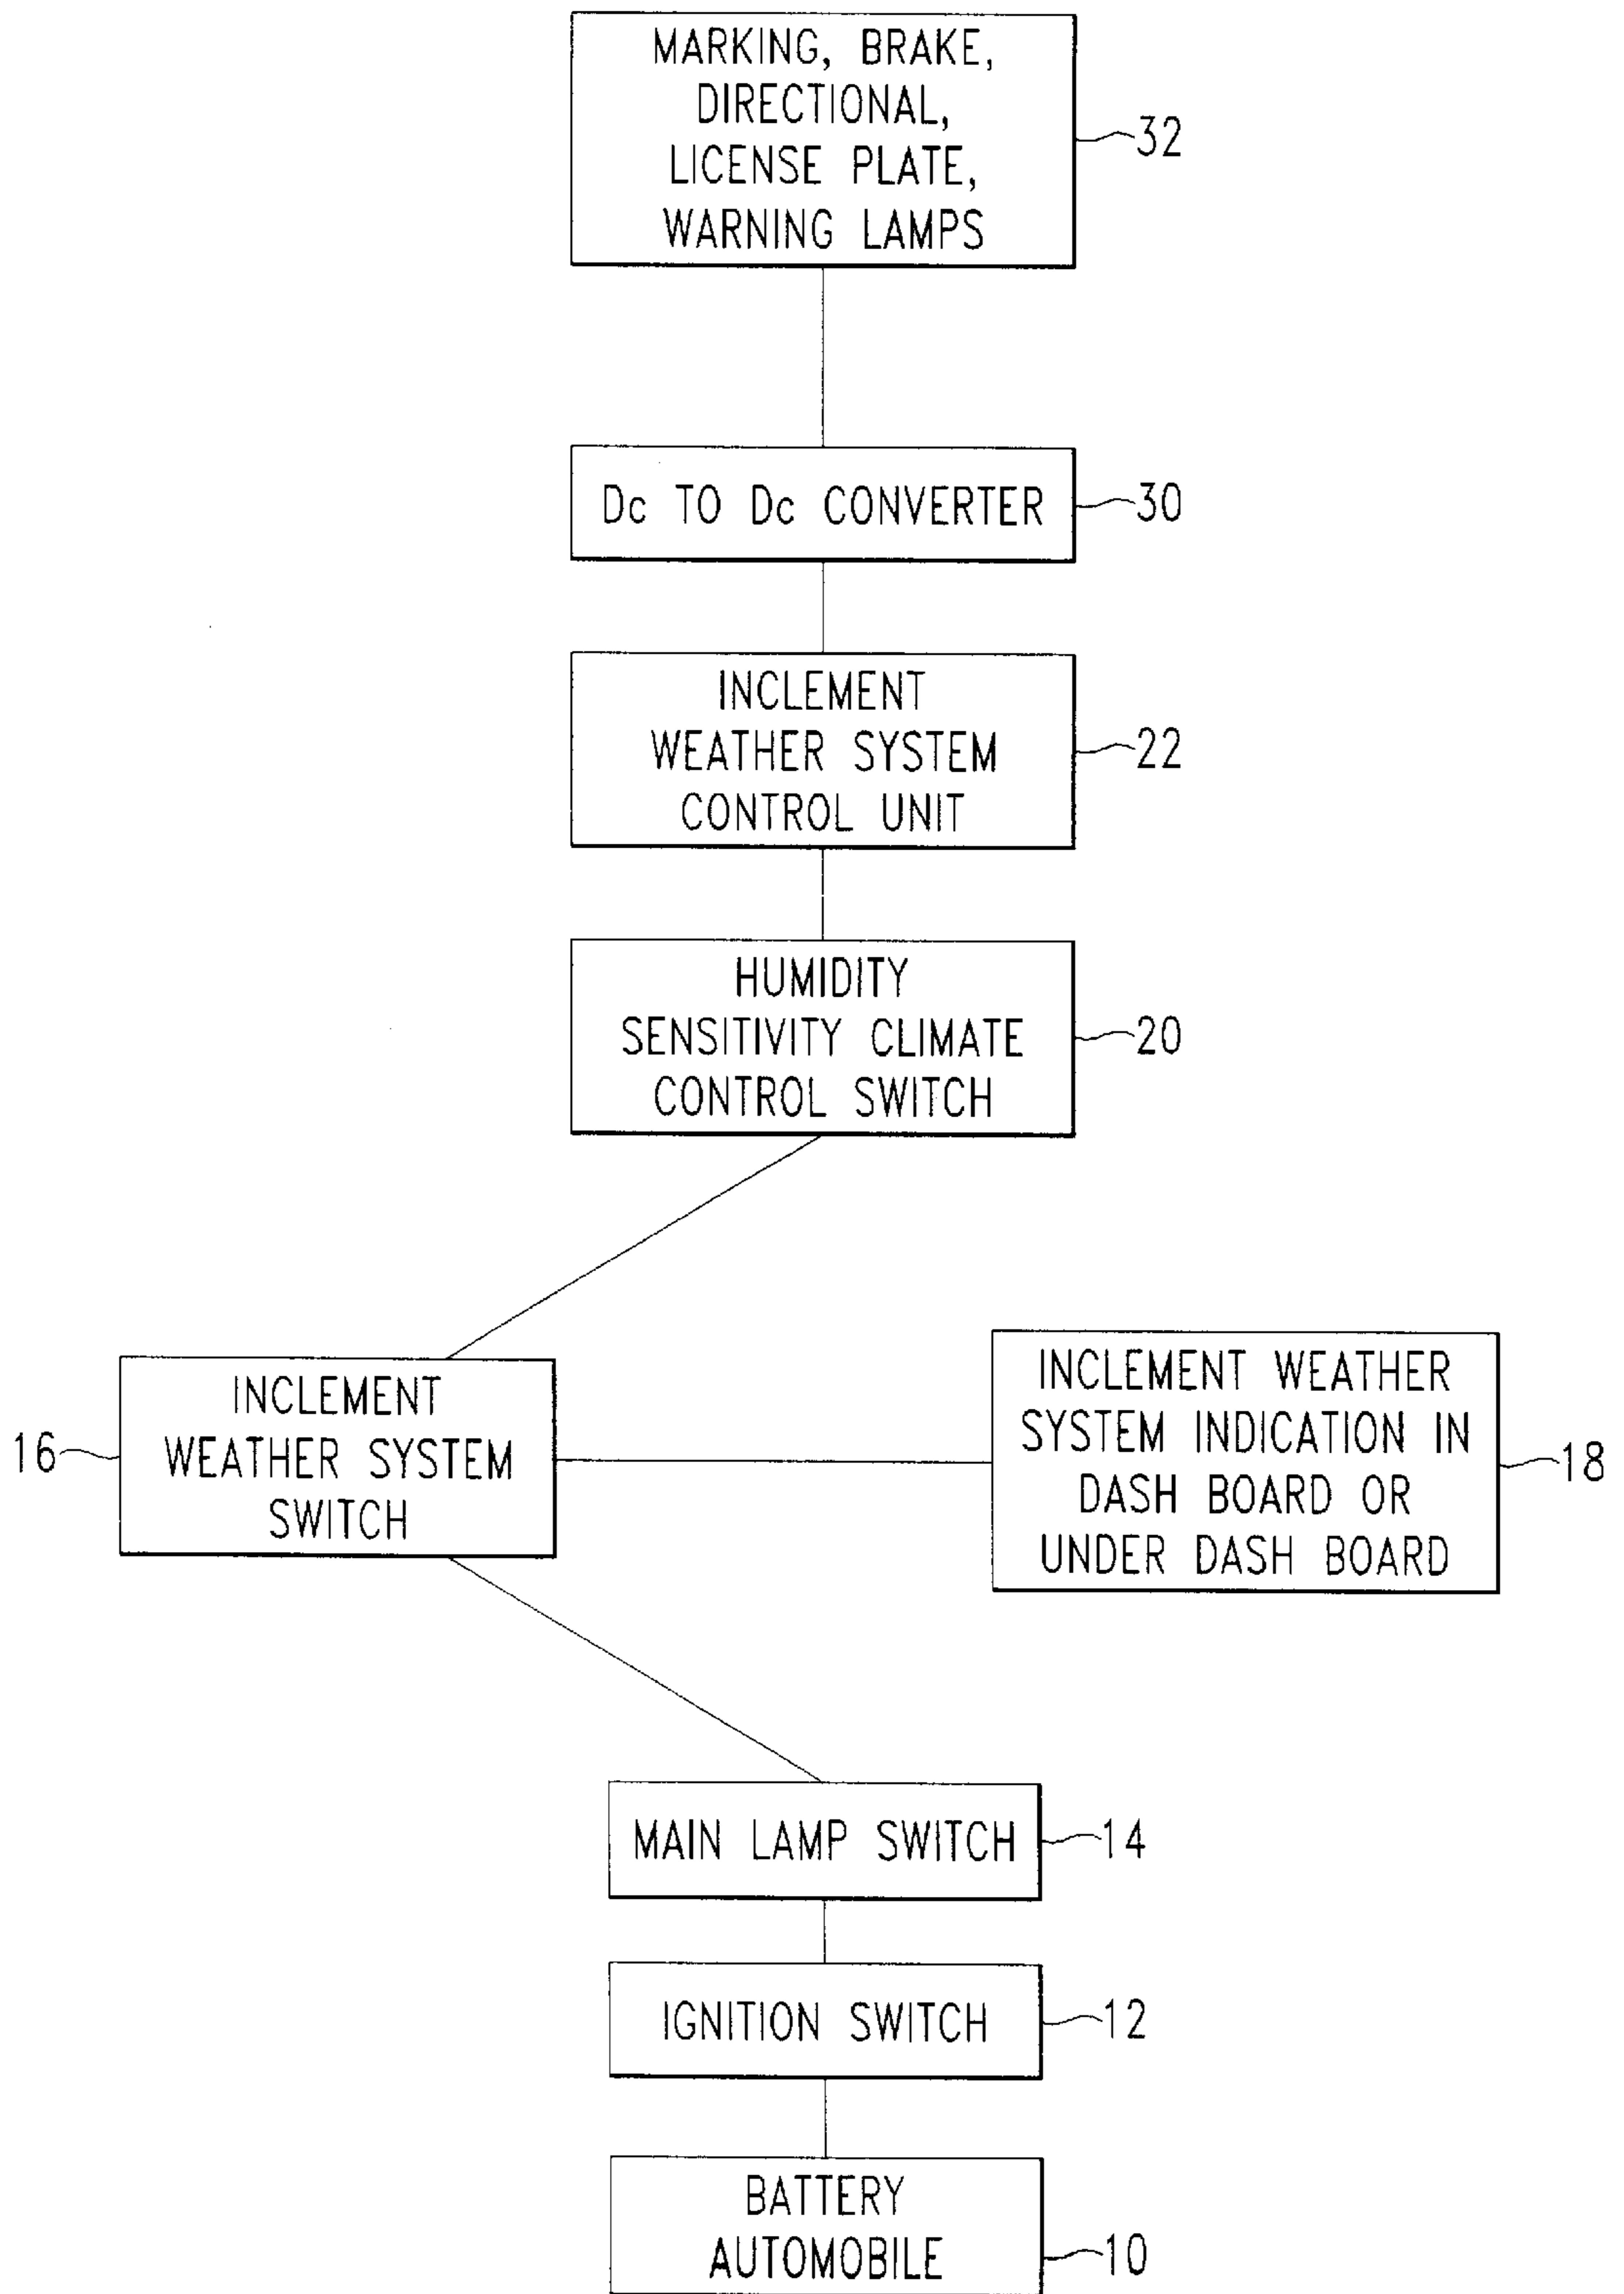 MARKING, BRAKE,
DIRECTIONAL,
LICENSE PLATE,
WARNING LAMPS
32
Dc TO Dc CONVERTER
30
INCLEMENT
WEATHER SYSTEM
CONTROL UNIT
22
HUMIDITY
SENSITIVITY CLIMATE
CONTROL SWITCH
20
16
INCLEMENT
WEATHER SYSTEM
SWITCH
INCLEMENT WEATHER
SYSTEM INDICATION IN
DASH BOARD OR
UNDER DASH BOARD
18
MAIN LAMP SWITCH
14
IGNITION SWITCH
12
BATTERY
AUTOMOBILE
10